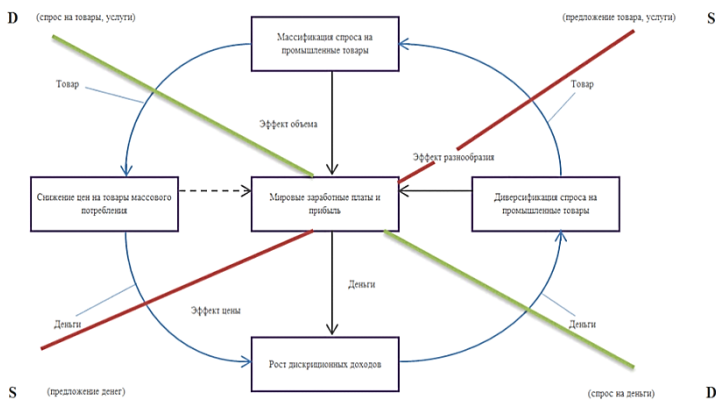 D (спрос на товары, услуги) (предложение товара, услуги) S
Массификация спроса на
промышленные товары
Товар
Товар
Эффект объема
Эффект разнообразия
Снижение цен на товары массового
потребления
Мировые заработные платы и
прибыль
Диверсификация спроса на
промышленные товары
Деньги
Эффект цены
Деньги
Деньги
Рост дискриционных доходов
S (предложение денег) (спрос на деньги) D